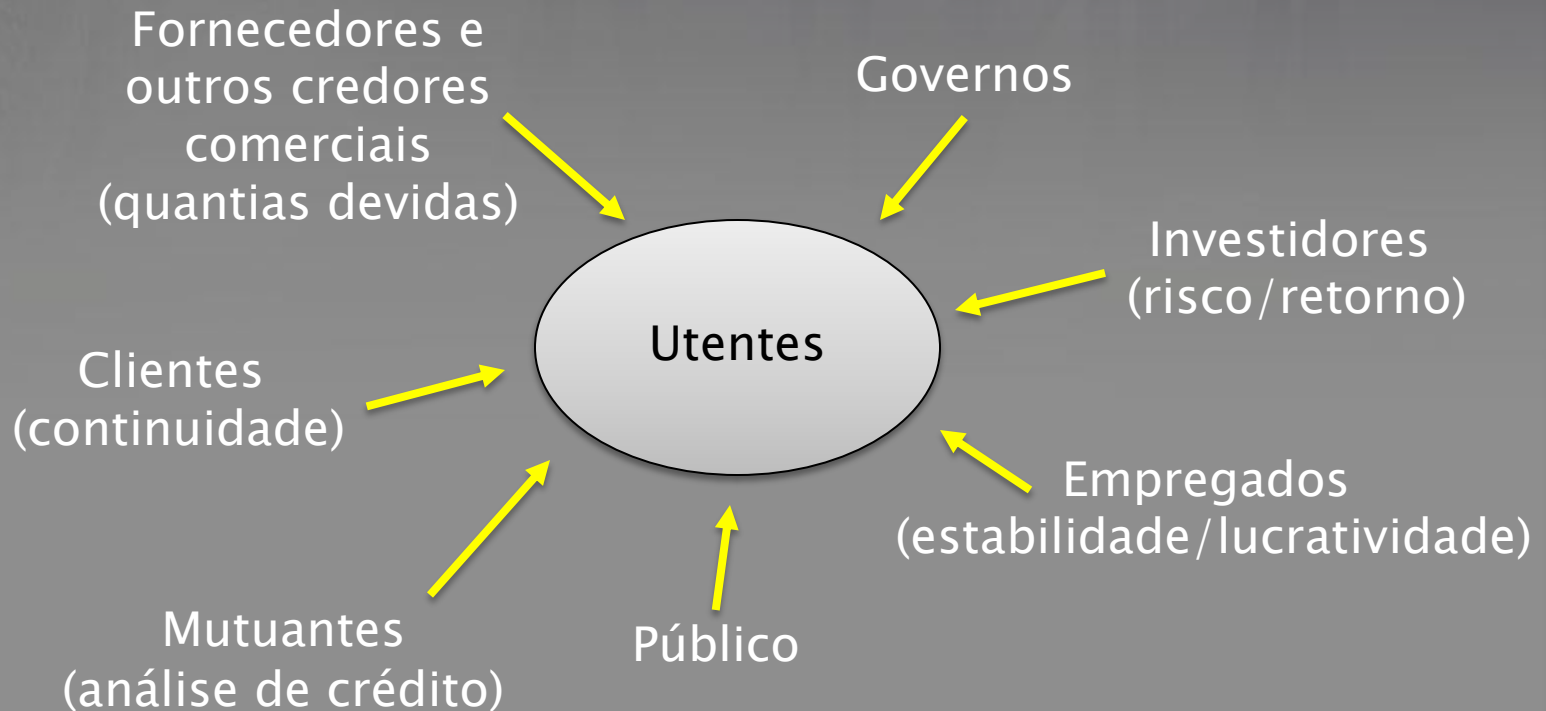 Fornecedores e
outros credores
comerciais
(quantias devidas)
Governos
Investidores
(risco/retorno)
Utentes
Clientes
(continuidade)
Empregados
(estabilidade/lucratividade)
Mutuantes
(análise de crédito)
Público